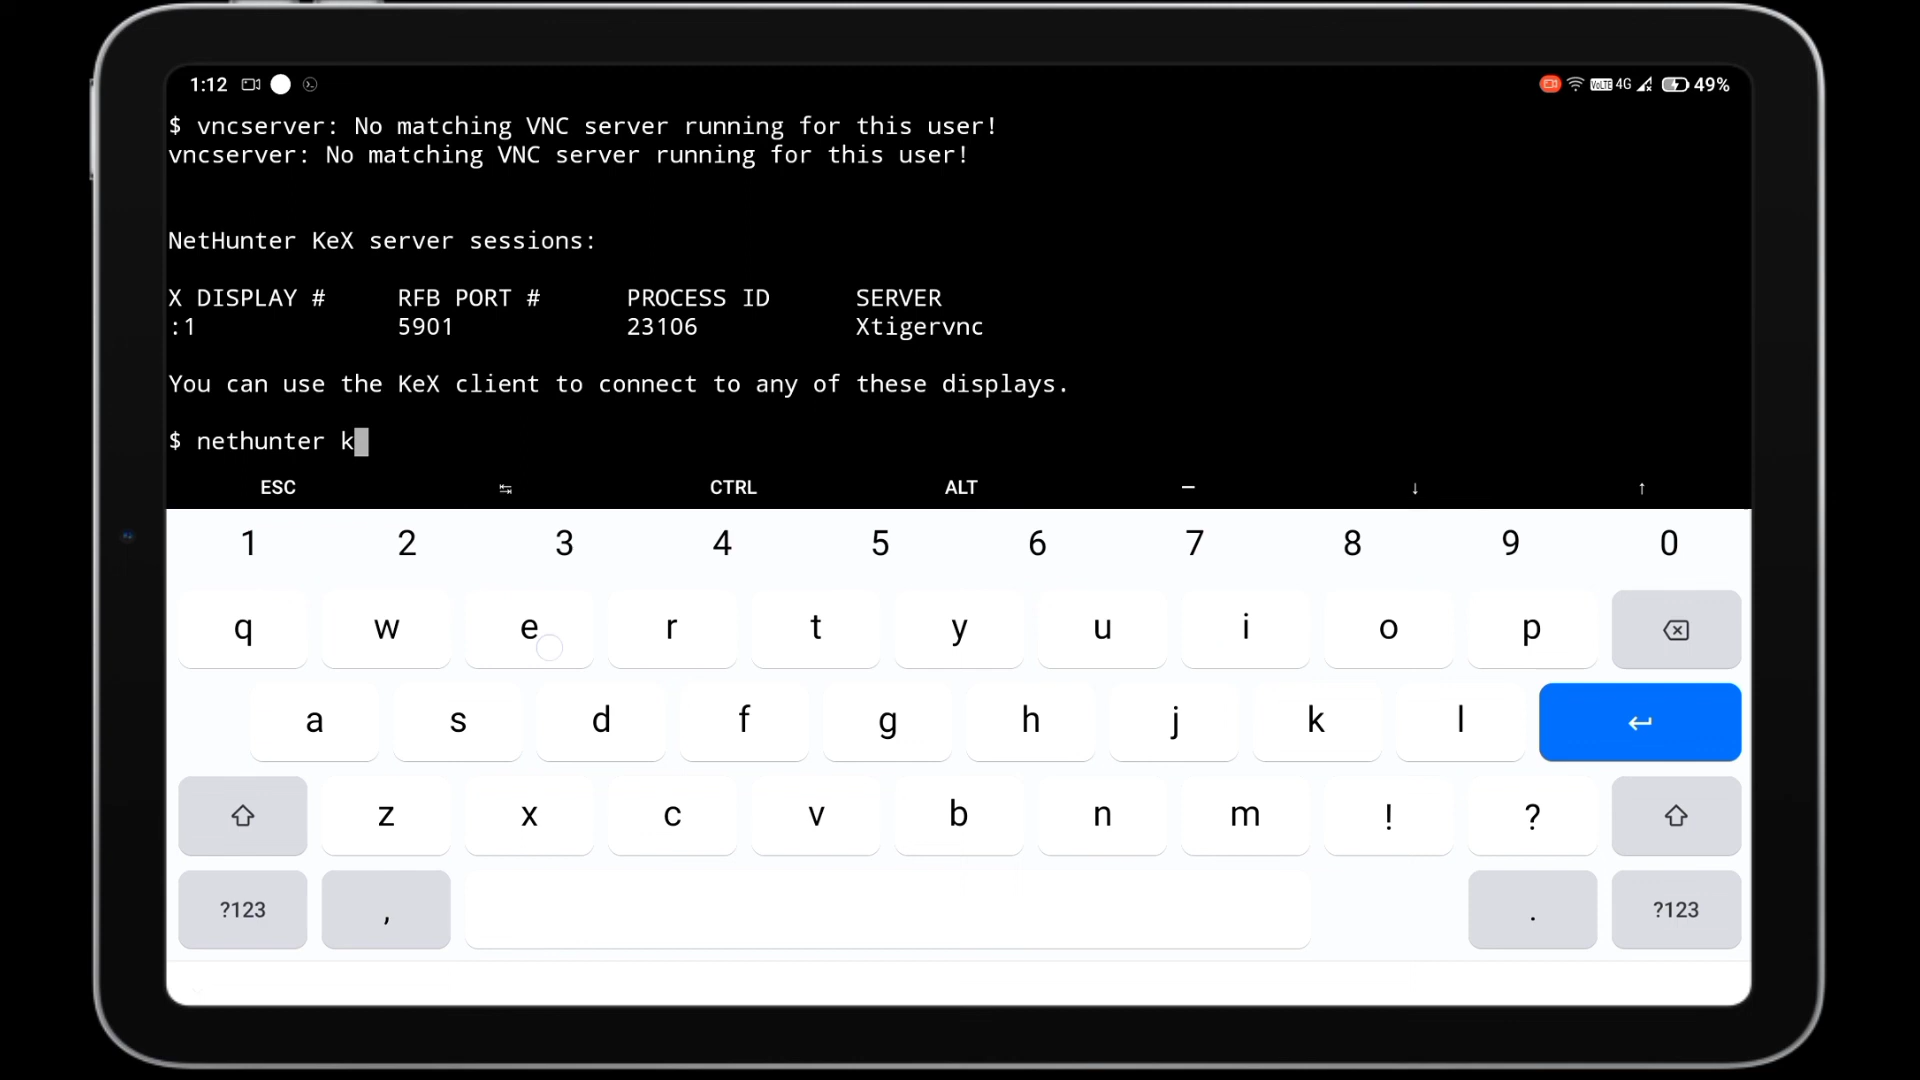 1:12 VoLTE 4G 49%
$ vncserver: No matching VNC server running for this user!
vncserver: No matching VNC server running for this user!
NetHunter KeX server sessions:
X DISPLAY # RFB PORT # PROCESS ID SERVER
:1 5901 23106 Xtigervnc
You can use the KeX client to connect to any of these displays.
$ nethunter k
ESC ↹ CTRL ALT — ↓ ↑
1 2 3 4 5 6 7 8 9 0
q w e r t y u i o p
a s d f g h j k l
z x c v b n m ! ?
?123 , . ?123